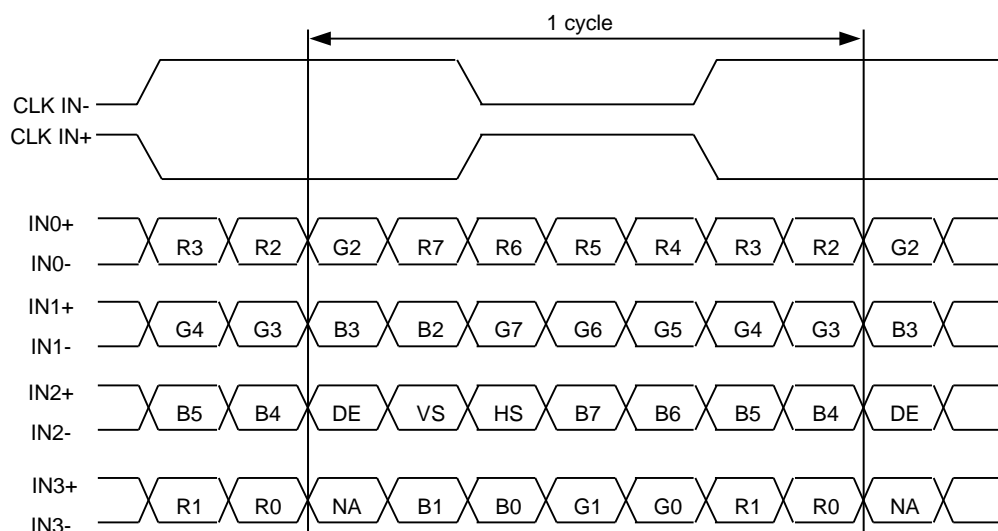 1 cycle
CLK IN-
CLK IN+
IN0+
R3 R2 G2 R7 R6 R5 R4 R3 R2 G2
IN0-
IN1+
G4 G3 B3 B2 G7 G6 G5 G4 G3 B3
IN1-
IN2+
B5 B4 DE VS HS B7 B6 B5 B4 DE
IN2-
IN3+
R1 R0 NA B1 B0 G1 G0 R1 R0 NA
IN3-